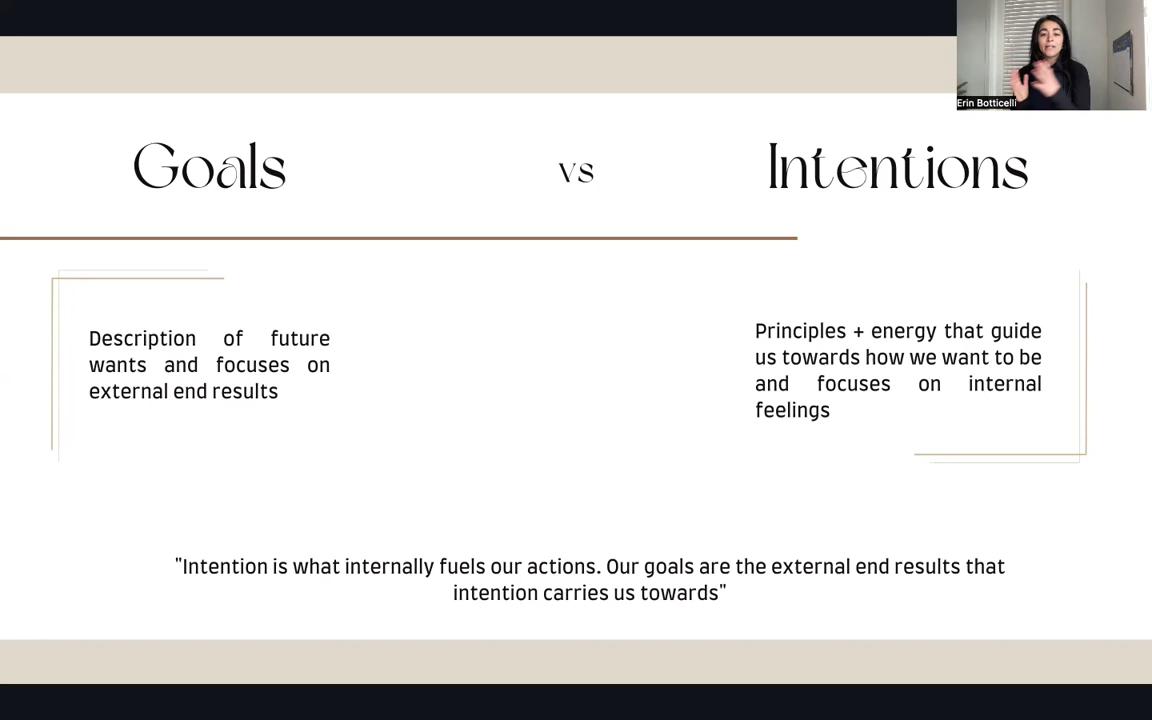 Erin Botticelli
Goals vs Intentions
Description of future
wants and focuses on
external end results
Principles + energy that guide
us towards how we want to be
and focuses on internal
feelings
"Intention is what internally fuels our actions. Our goals are the external end results that
intention carries us towards"